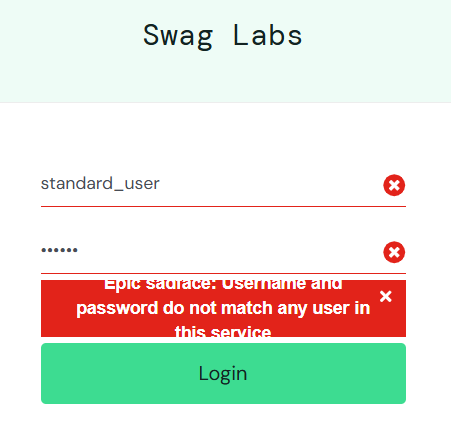 Swag Labs
standard_user
••••••
Epic sadface: Username and
password do not match any user in
this service
Login